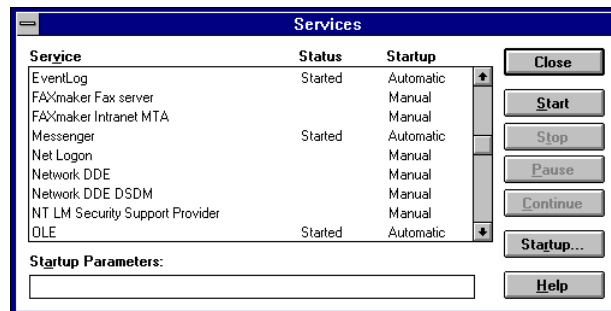 Services
Service Status Startup
EventLog Started Automatic
FAXmaker Fax server Manual
FAXmaker Intranet MTA Manual
Messenger Started Automatic
Net Logon Manual
Network DDE Manual
Network DDE DSDM Manual
NT LM Security Support Provider Manual
OLE Started Automatic
Startup Parameters:
Close
Start
Stop
Pause
Continue
Startup...
Help